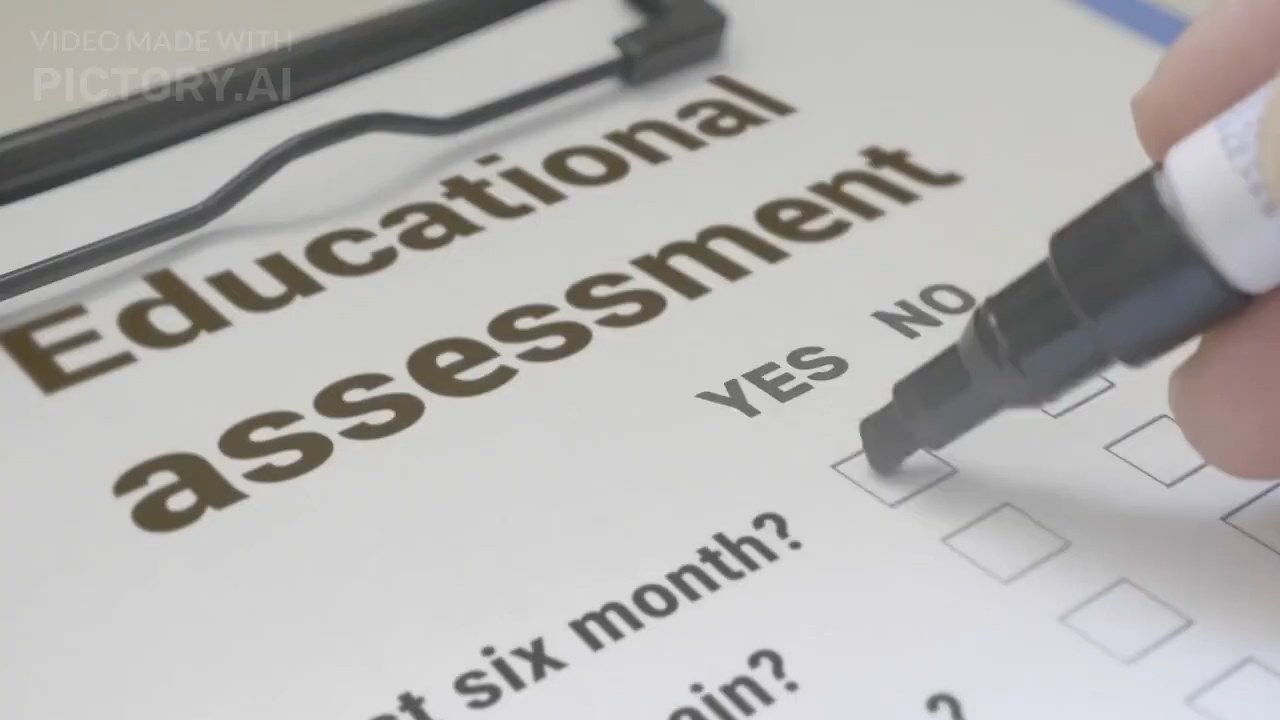 VIDEO MADE WITH
PICTORY.AI
Educational
assessment
YES NO
six month?
?